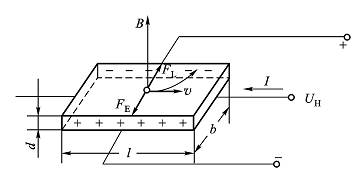 B
+
− − − − − − −
F_L
v
I
U_H
F_E
b
d
+ + + + + +
l
−